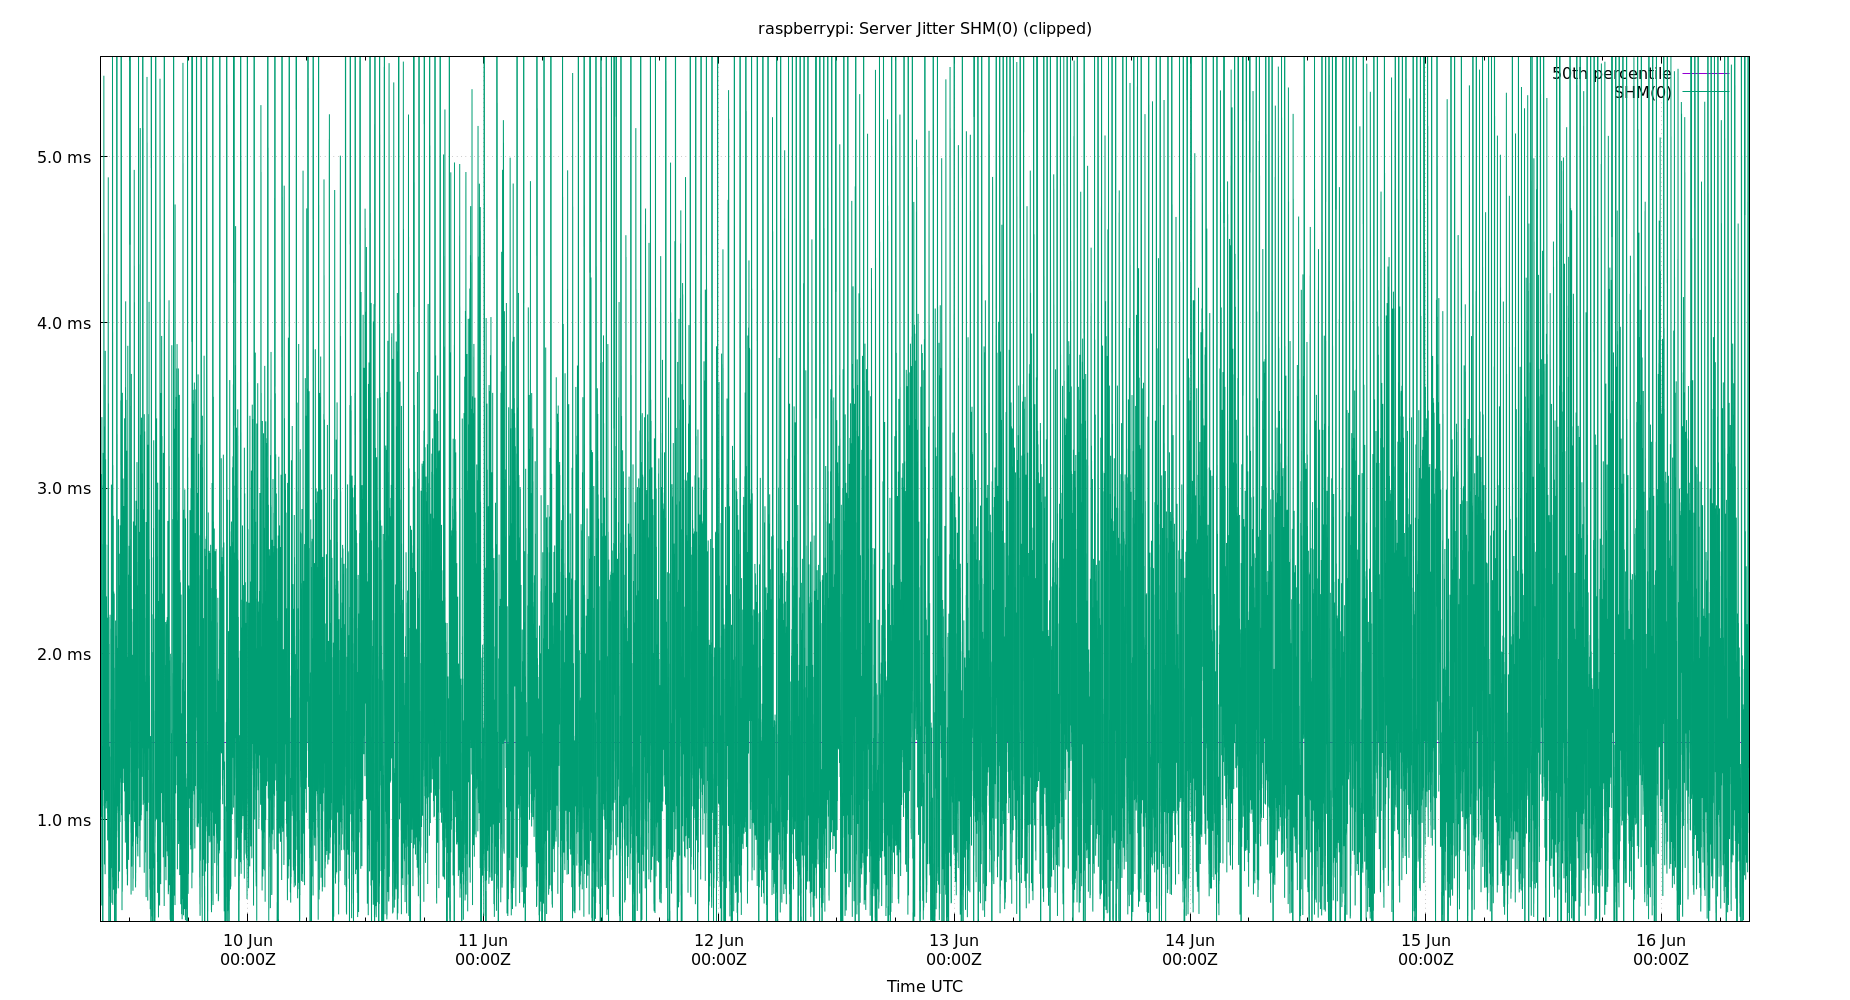 raspberrypi: Server Jitter SHM(0) (clipped)
50th percentile
SHM(0)
5.0 ms
4.0 ms
3.0 ms
2.0 ms
1.0 ms
10 Jun 11 Jun 12 Jun 13 Jun 14 Jun 15 Jun 16 Jun
00:00Z 00:00Z 00:00Z 00:00Z 00:00Z 00:00Z 00:00Z
Time UTC